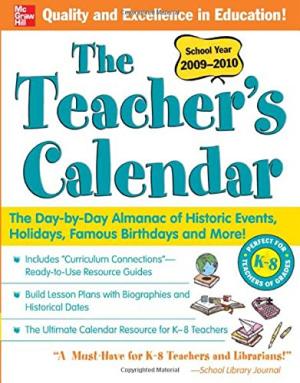 Mc
Graw
Hill
Quality and Excellence in Education!
School Year
2009–2010
The
Teacher's
Calendar
The Day-by-Day Almanac of Historic Events,
Holidays, Famous Birthdays and More!
• Includes "Curriculum Connections"—
Ready-to-Use Resource Guides
• Build Lesson Plans with Biographies and
Historical Dates
• The Ultimate Calendar Resource for K–8 Teachers
PERFECT FOR
K-8
TEACHERS OF GRADES
"A Must-Have for K-8 Teachers and Librarians!"
—School Library Journal
Copyrighted Material